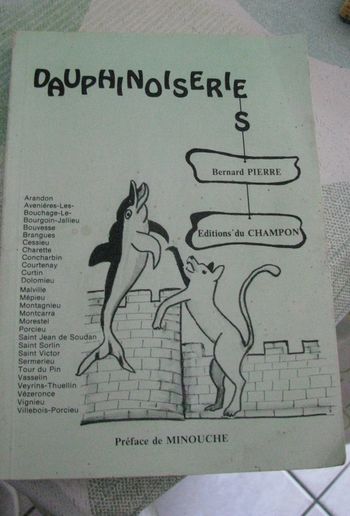 DAUPHINOISERIE
S
Bernard PIERRE
Editions du CHAMPON
Arandon
Avenières-Les-
Bouchage-Le-
Bourgoin-Jallieu
Bouvesse
Brangues
Cessieu
Charette
Concharbin
Courtenay
Curtin
Dolomieu
Malville
Mépieu
Montagnieu
Montcarra
Morestel
Porcieu
Saint Jean de Soudan
Saint Sorlin
Saint Victor
Sermerieu
Tour du Pin
Vasselin
Veyrins-Thuellin
Vézeronce
Vignieu
Villebois-Porcieu
Préface de MINOUCHE